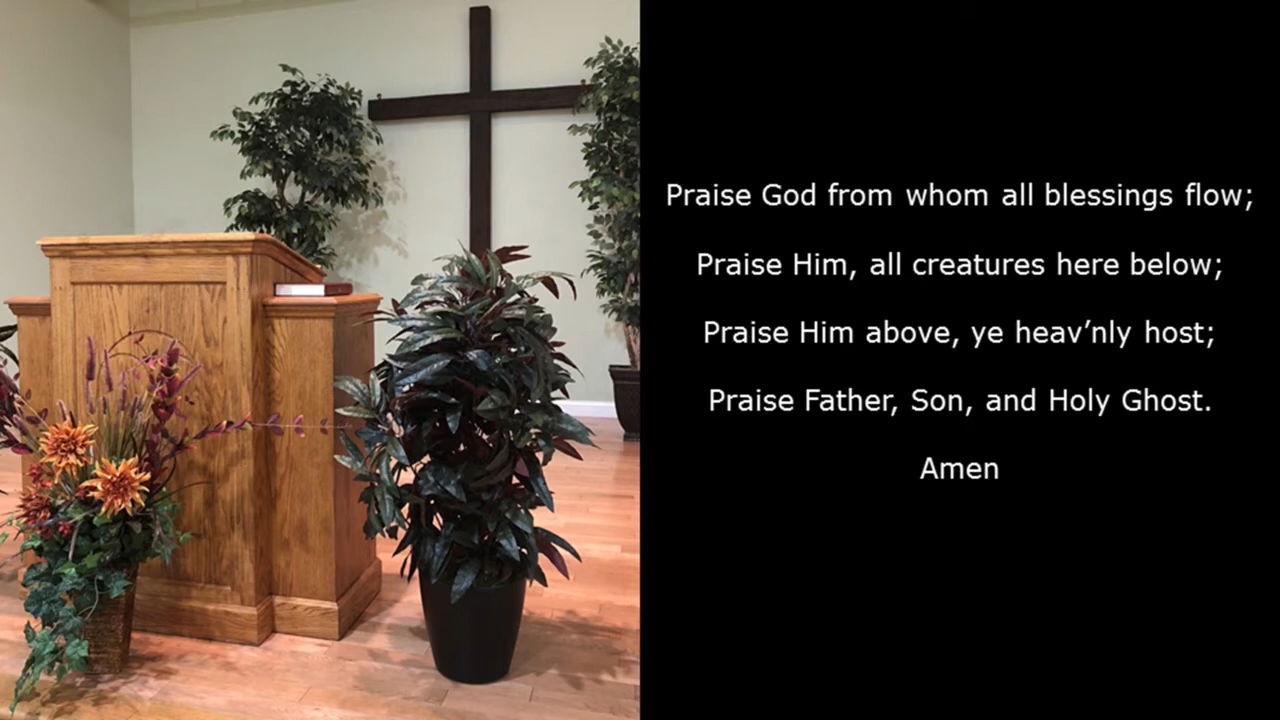 Praise God from whom all blessings flow;
Praise Him, all creatures here below;
Praise Him above, ye heav’nly host;
Praise Father, Son, and Holy Ghost.
Amen